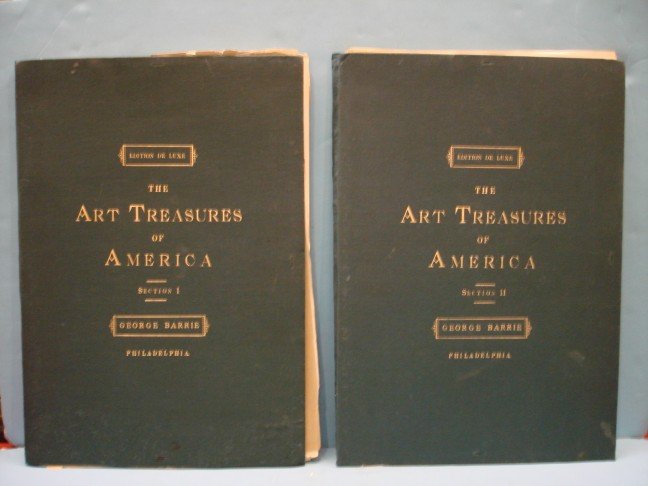 EDITION DE LUXE
THE
ART TREASURES
OF
AMERICA
SECTION I
GEORGE BARRIE
PHILADELPHIA
EDITION DE LUXE
THE
ART TREASURES
OF
AMERICA
SECTION II
GEORGE BARRIE
PHILADELPHIA